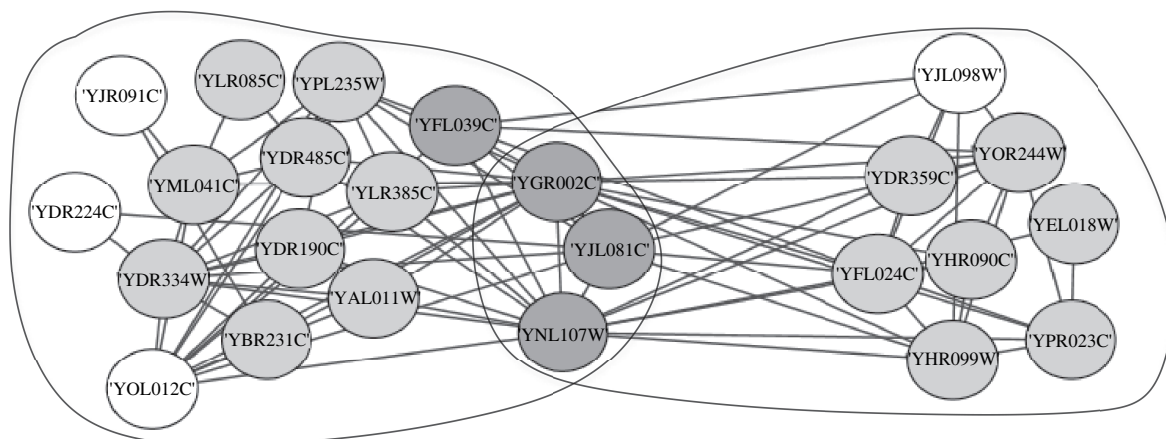 'YJR091C'
'YLR085C'
'YPL235W'
'YFL039C'
'YDR485C'
'YML041C'
'YLR385C'
'YGR002C'
'YDR224C'
'YDR190C'
'YJL081C'
'YDR334W'
'YAL011W'
'YBR231C'
'YNL107W'
'YOL012C'
'YJL098W'
'YOR244W'
'YDR359C'
'YEL018W'
'YHR090C'
'YFL024C'
'YPR023C'
'YHR099W'